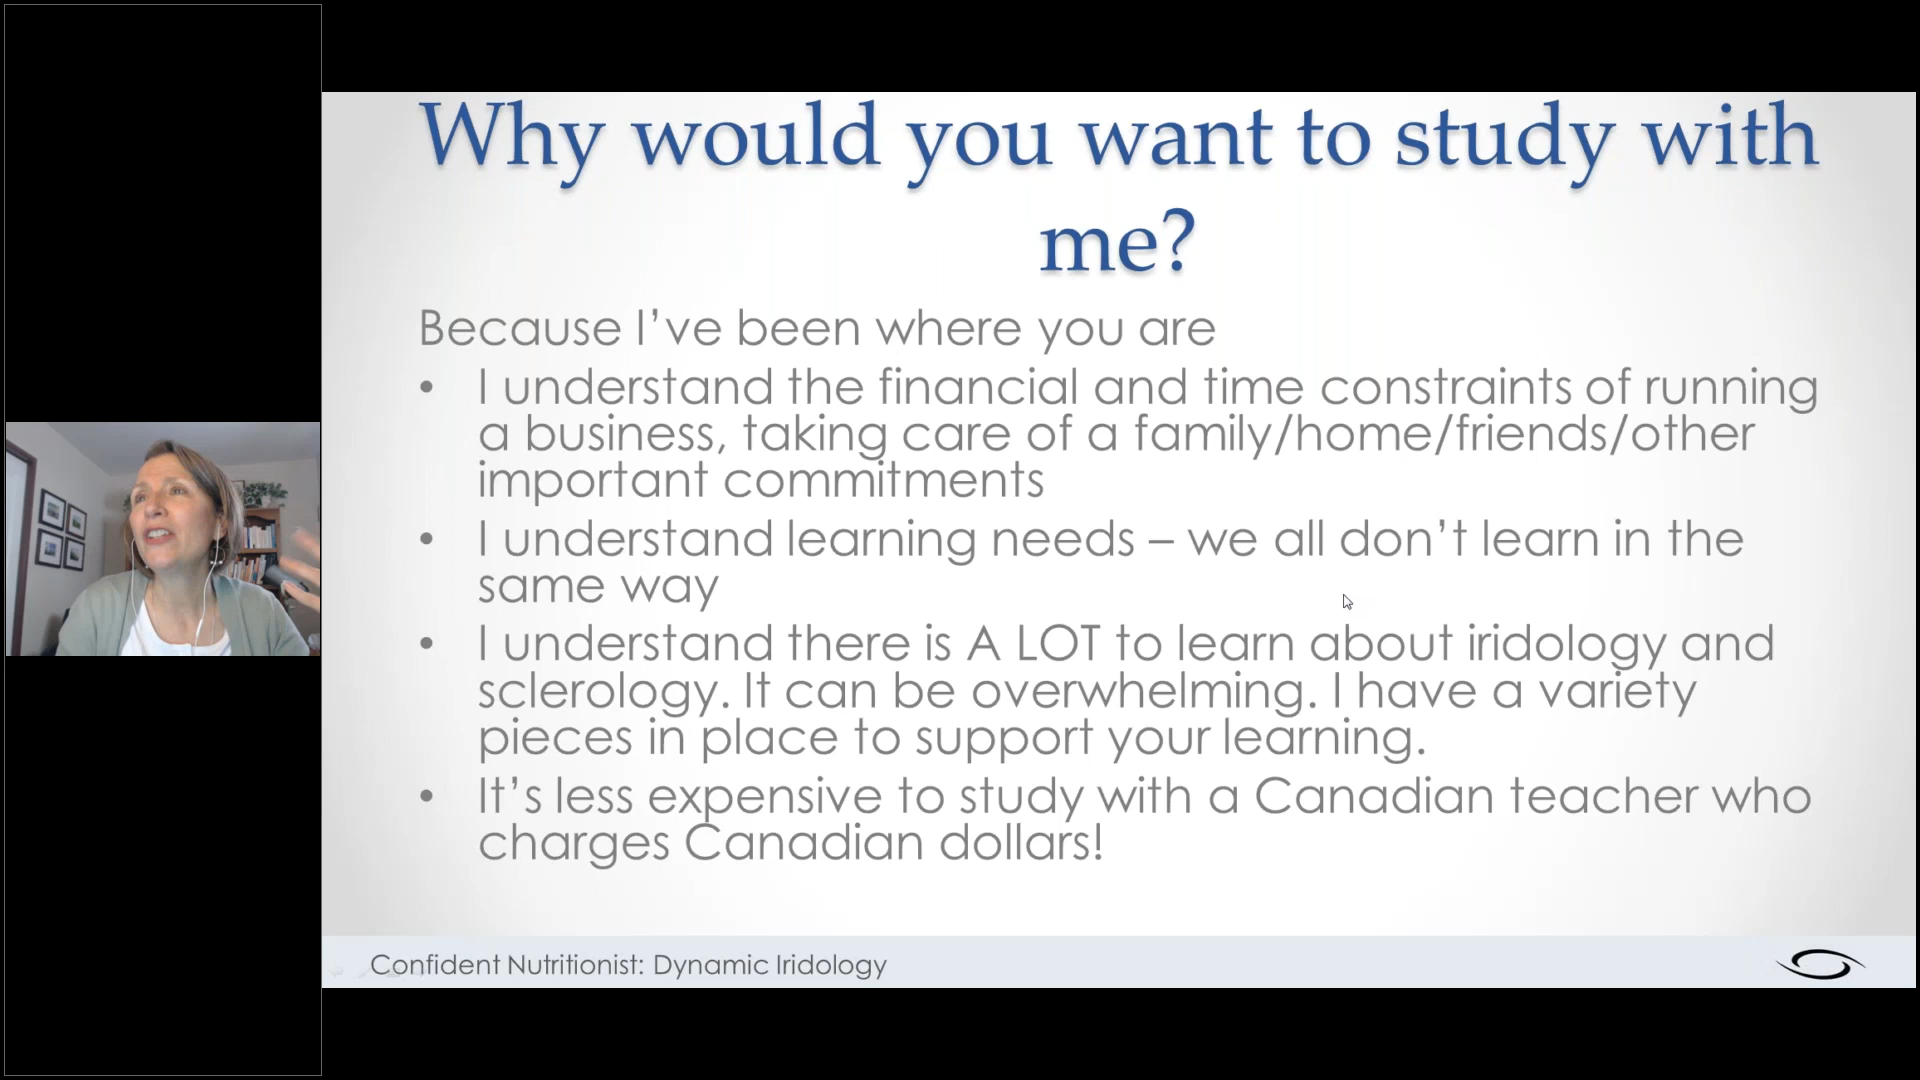 Why would you want to study with
me?
Because I’ve been where you are
• I understand the financial and time constraints of running
a business, taking care of a family/home/friends/other
important commitments
• I understand learning needs – we all don’t learn in the
same way
• I understand there is A LOT to learn about iridology and
sclerology. It can be overwhelming. I have a variety
pieces in place to support your learning.
• It’s less expensive to study with a Canadian teacher who
charges Canadian dollars!
Confident Nutritionist: Dynamic Iridology